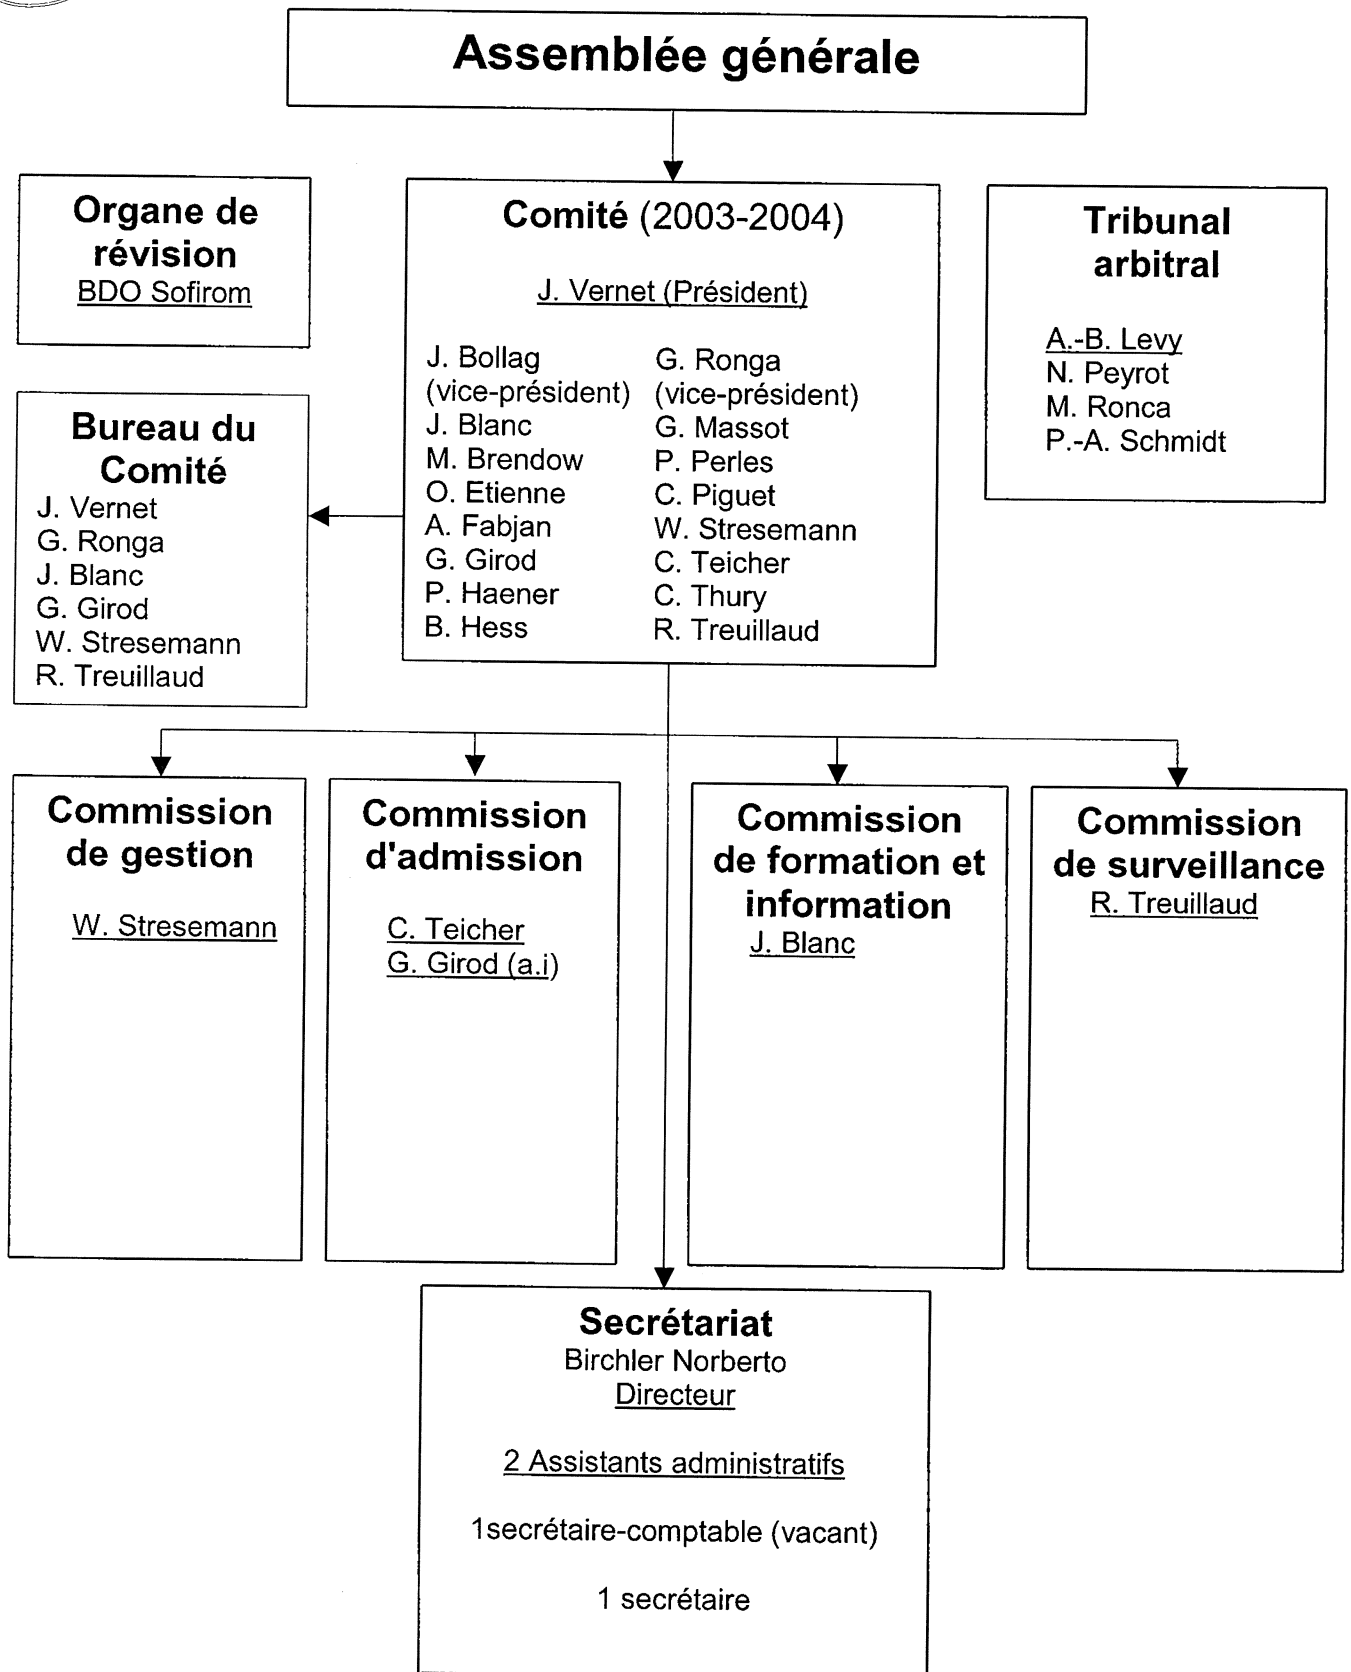 Assemblée générale
Organe de
révision
BDO Sofirom
Comité (2003-2004)
J. Vernet (Président)
J. Bollag
(vice-président)
J. Blanc
M. Brendow
O. Etienne
A. Fabjan
G. Girod
P. Haener
B. Hess
G. Ronga
(vice-président)
G. Massot
P. Perles
C. Piguet
W. Stresemann
C. Teicher
C. Thury
R. Treuillaud
Tribunal
arbitral
A.-B. Levy
N. Peyrot
M. Ronca
P.-A. Schmidt
Bureau du
Comité
J. Vernet
G. Ronga
J. Blanc
G. Girod
W. Stresemann
R. Treuillaud
Commission
de gestion
W. Stresemann
Commission
d'admission
C. Teicher
G. Girod (a.i)
Commission
de formation et
information
J. Blanc
Commission
de surveillance
R. Treuillaud
Secrétariat
Birchler Norberto
Directeur
2 Assistants administratifs
1secrétaire-comptable (vacant)
1 secrétaire